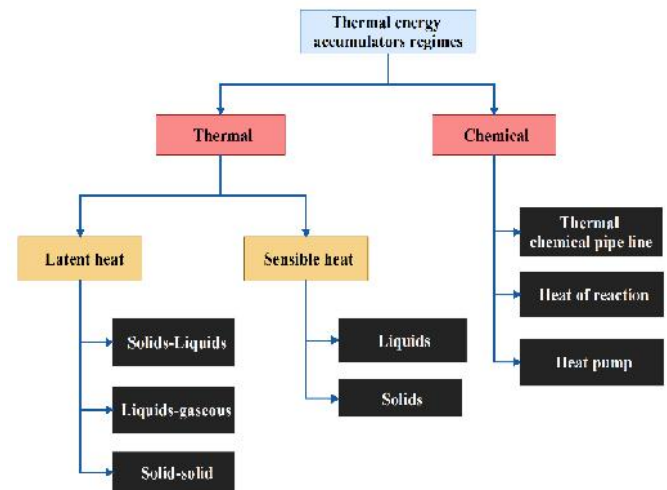 Thermal energy
accumulators regimes
Thermal
Chemical
Latent heat
Sensible heat
Thermal
chemical pipe line
Heat of reaction
Heat pump
Solids-Liquids
Liquids-gaseous
Solid-solid
Liquids
Solids